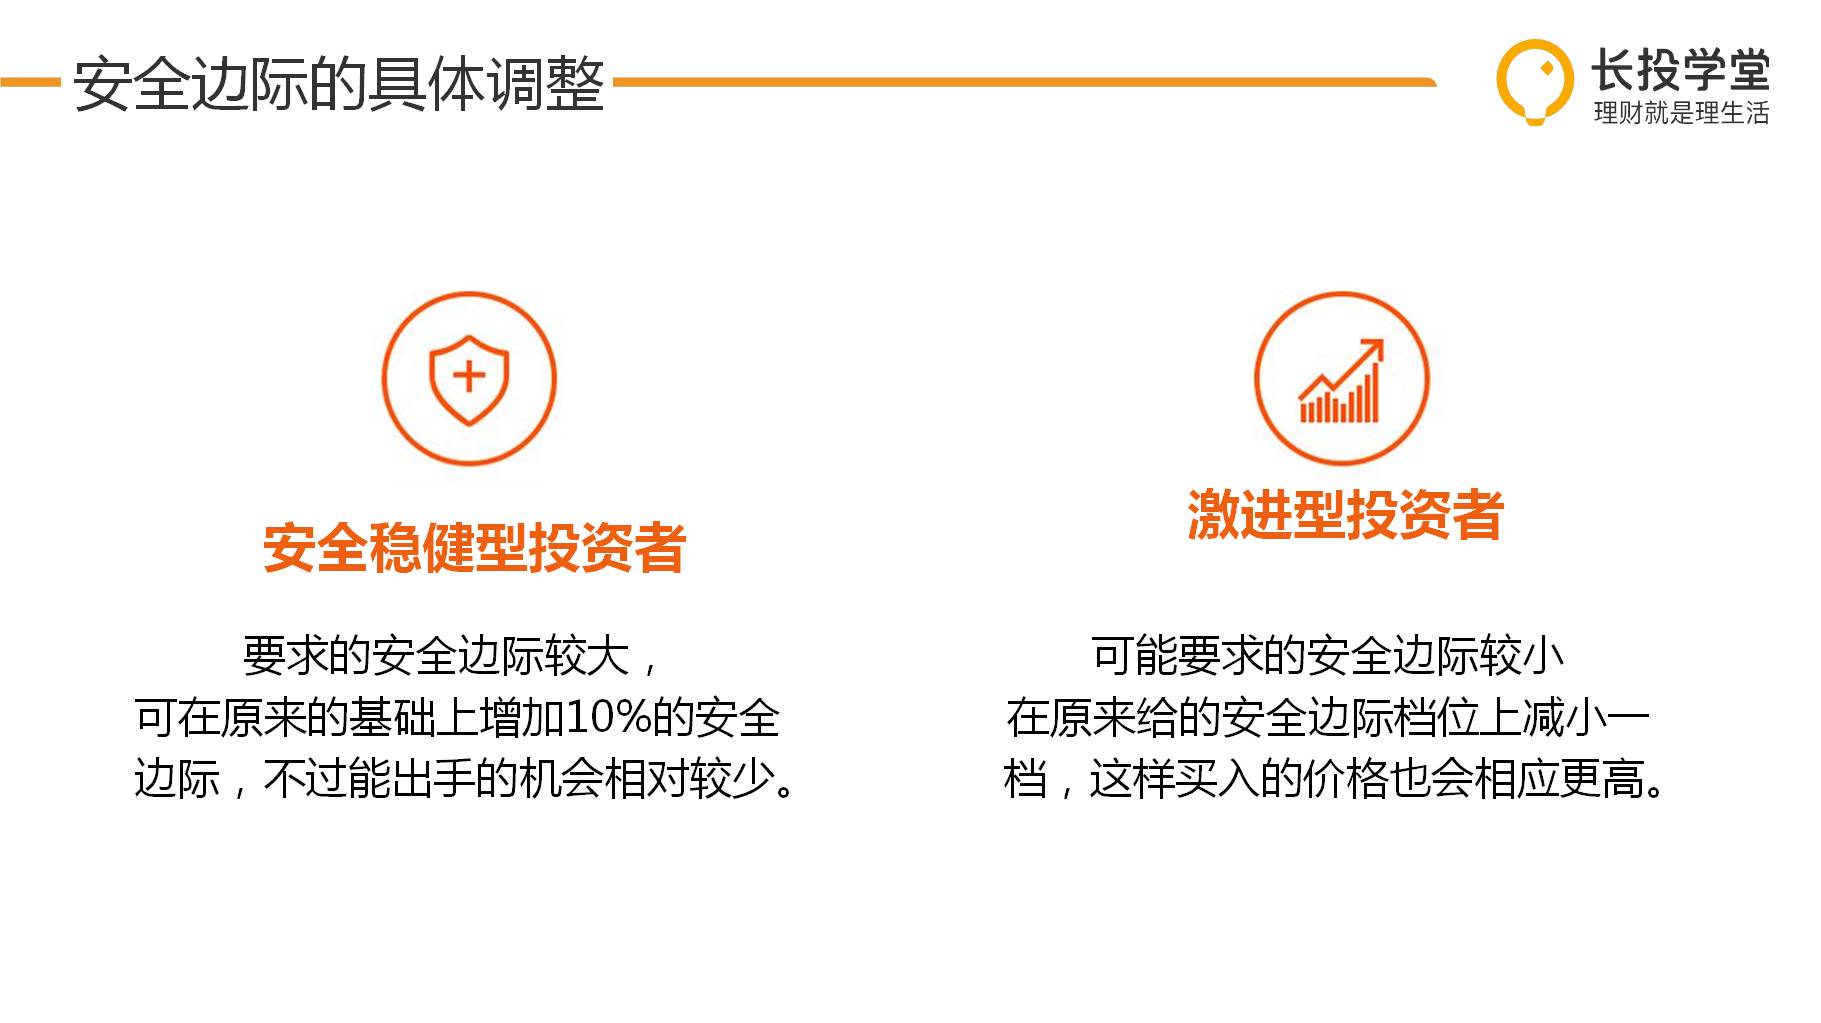 安全边际的具体调整
长投学堂
理财就是理生活
安全稳健型投资者
要求的安全边际较大，
可在原来的基础上增加10%的安全
边际，不过能出手的机会相对较少。
激进型投资者
可能要求的安全边际较小
在原来给的安全边际档位上减小一
档，这样买入的价格也会相应更高。